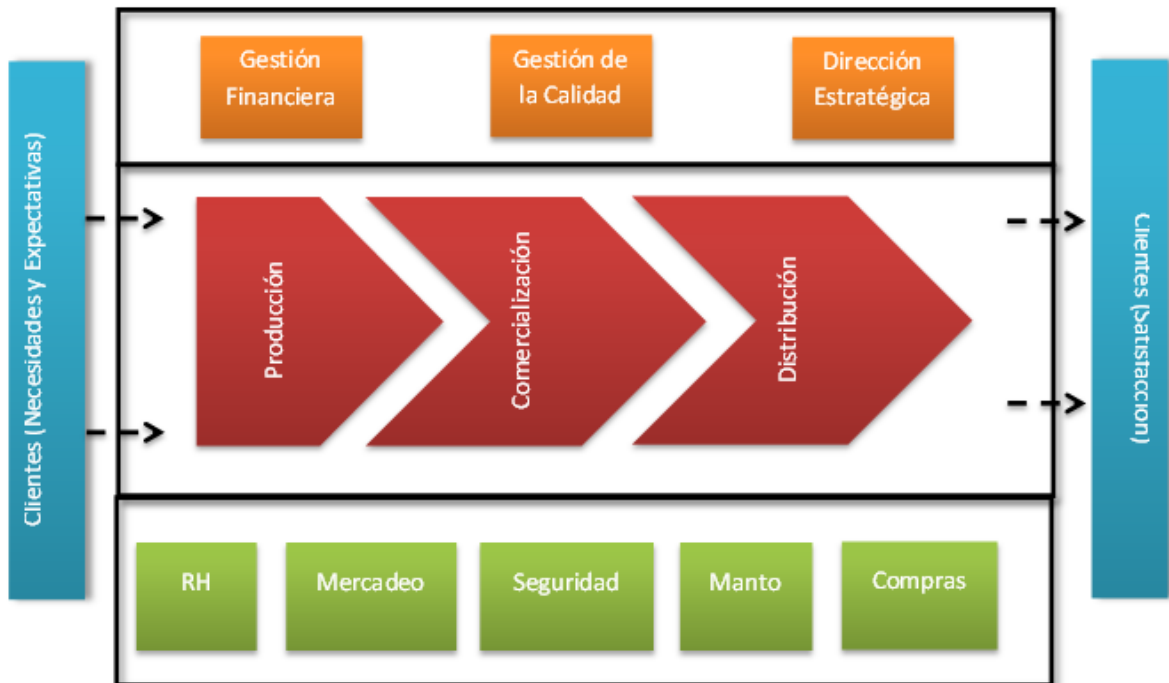 Gestión
Financiera
Gestión de
la Calidad
Dirección
Estratégica
Clientes (Necesidades y Expectativas)
Producción
Comercialización
Distribución
Clientes (Satisfaccion)
RH
Mercadeo
Seguridad
Manto
Compras